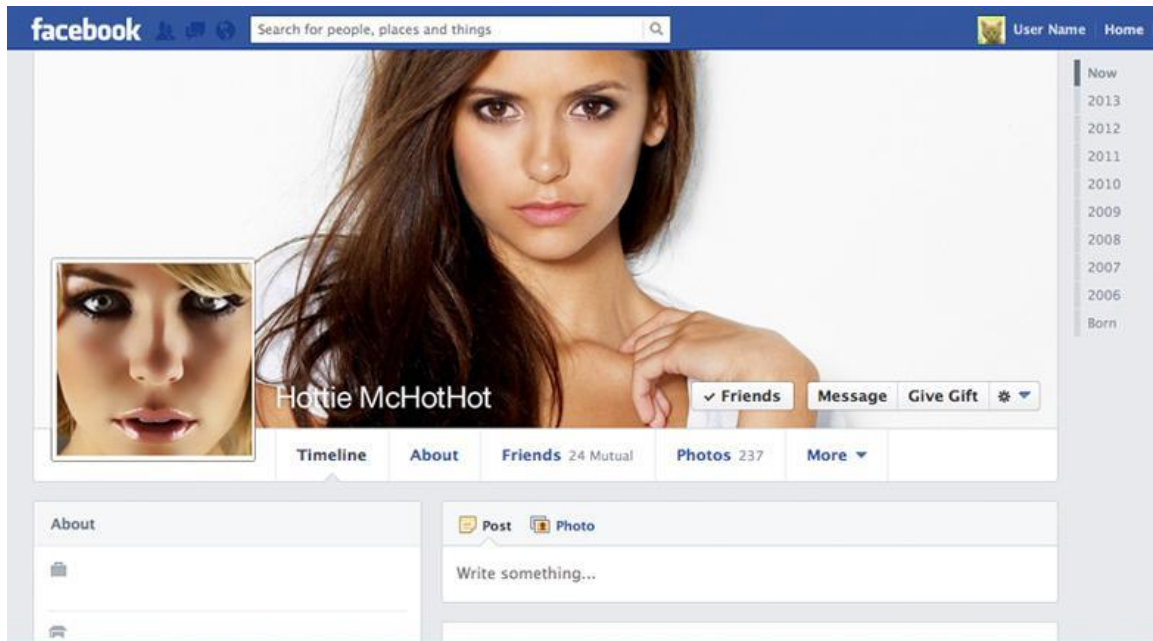 facebook
Search for people, places and things
User Name Home
Now
2013
2012
2011
2010
2009
2008
2007
2006
Born
Hottie McHotHot
✓ Friends
Message Give Gift
Timeline About Friends 24 Mutual Photos 237 More
About
Post Photo
Write something...